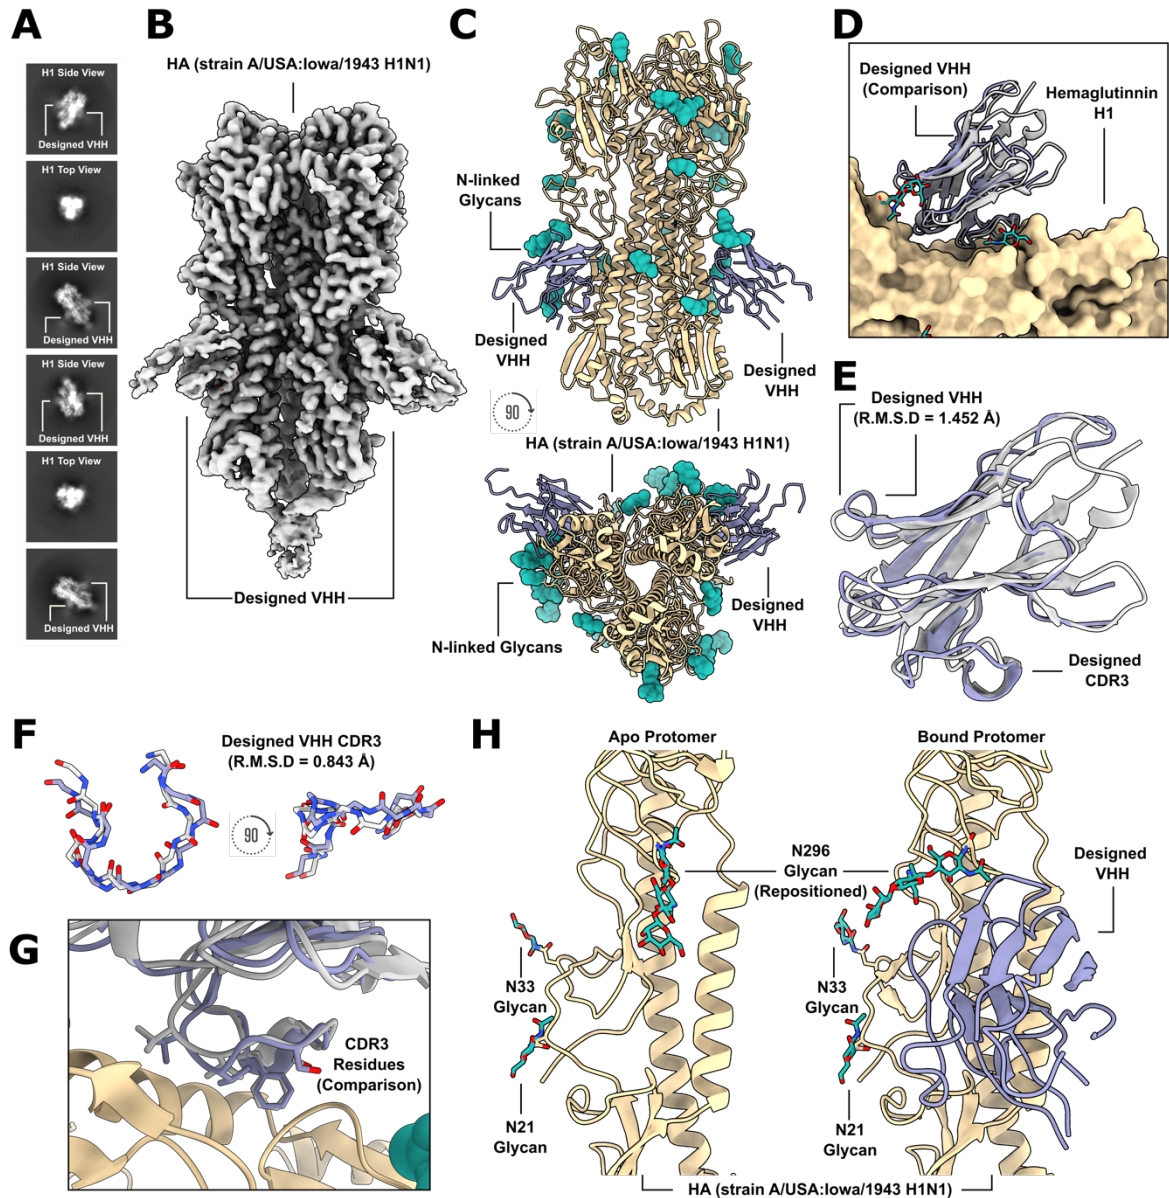 A
H1 Side View
Designed VHH
H1 Top View
H1 Side View
Designed VHH
H1 Side View
Designed VHH
H1 Top View
Designed VHH
B
HA (strain A/USA:Iowa/1943 H1N1)
Designed VHH
C
N-linked
Glycans
Designed
VHH
Designed
VHH
90
HA (strain A/USA:Iowa/1943 H1N1)
N-linked Glycans
Designed
VHH
D
Designed VHH
(Comparison)
Hemaglutinnin
H1
E
Designed VHH
(R.M.S.D = 1.452 Å)
Designed
CDR3
F
Designed VHH CDR3
(R.M.S.D = 0.843 Å)
90
G
CDR3
Residues
(Comparison)
H
Apo Protomer
Bound Protomer
N296
Glycan
(Repositioned)
Designed
VHH
N33
Glycan
N33
Glycan
N21
Glycan
N21
Glycan
HA (strain A/USA:Iowa/1943 H1N1)